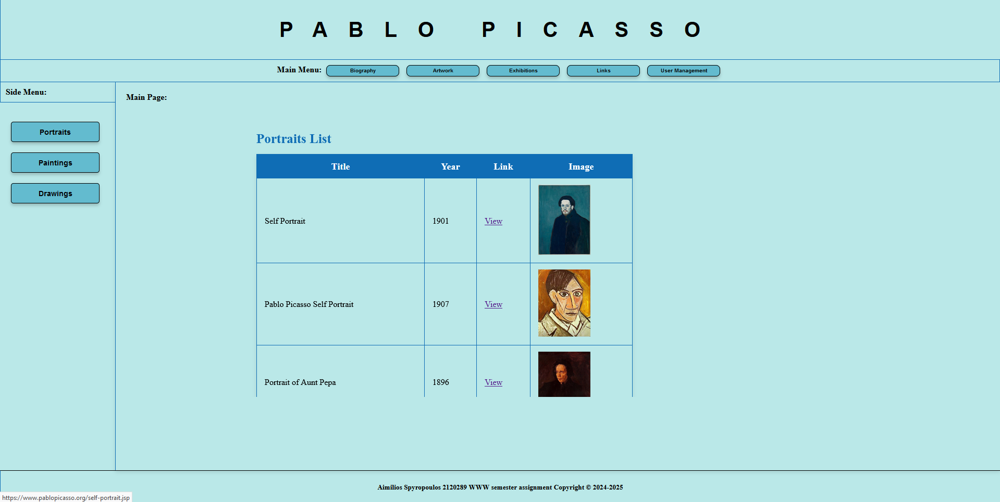 PABLO PICASSO
Main Menu: Biography Artwork Exhibitions Links User Management
Side Menu:
Portraits
Paintings
Drawings
Main Page:
Portraits List
Title Year Link Image
Self Portrait 1901 View
Pablo Picasso Self Portrait 1907 View
Portrait of Aunt Pepa 1896 View
Aimilios Spyropoulos 2120289 WWW semester assignment Copyright © 2024-2025
https://www.pablopicasso.org/self-portrait.jsp